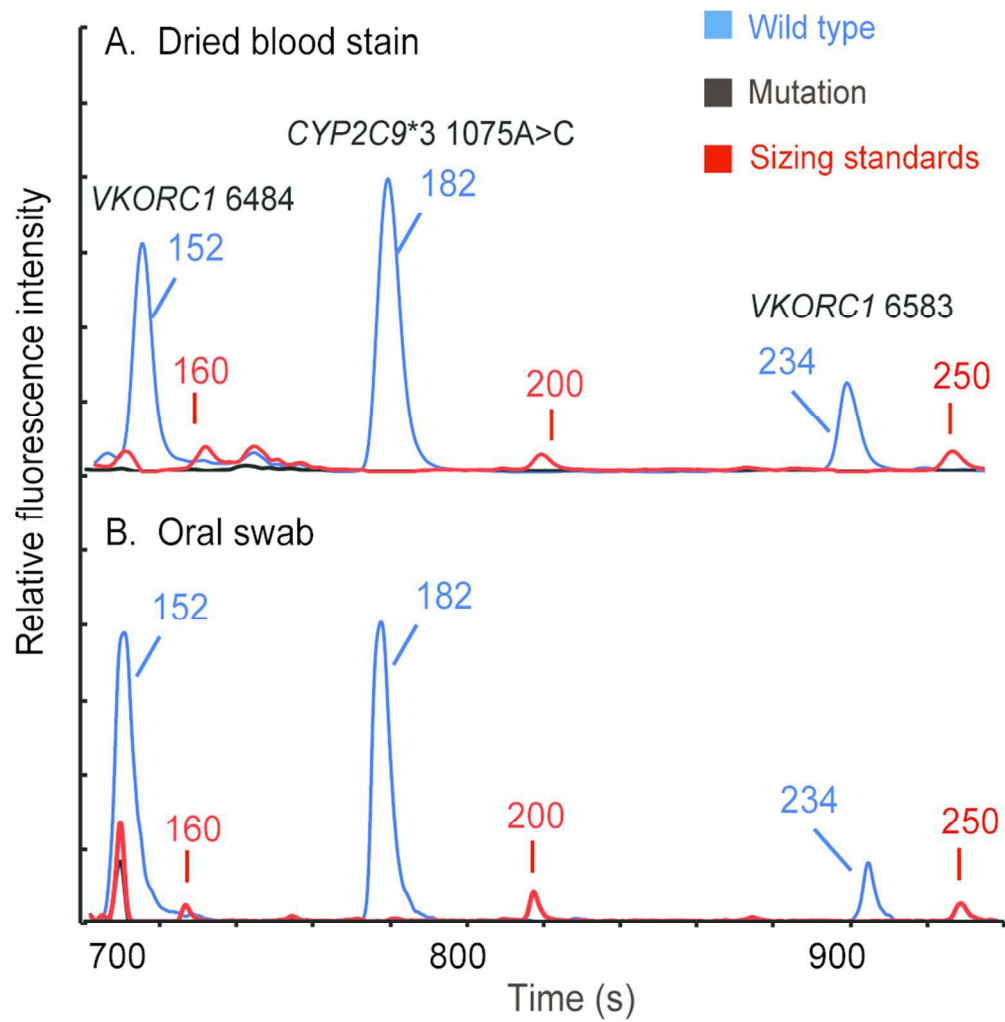 A. Dried blood stain
Wild type
Mutation
Sizing standards
CYP2C9*3 1075A>C
VKORC1 6484
182
152
VKORC1 6583
160
200
234
250
Relative fluorescence intensity
B. Oral swab
152
182
160
200
234
250
700
800
900
Time (s)